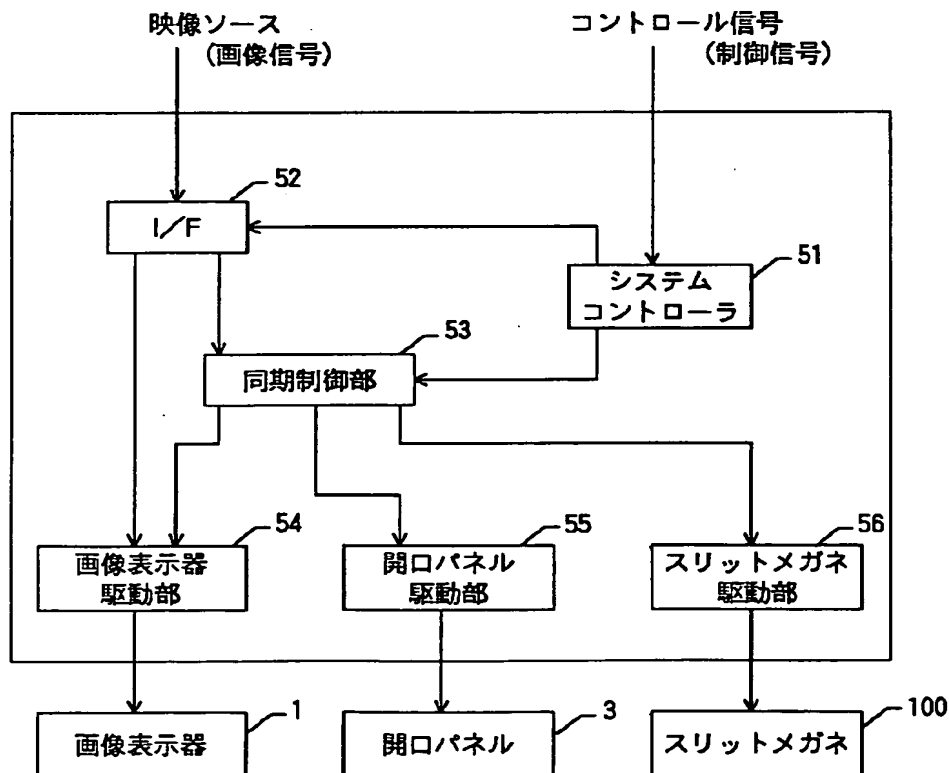 映像ソース
(画像信号)
コントロール信号
(制御信号)
52
I/F
51
システム
コントローラ
53
同期制御部
54
画像表示器
駆動部
55
開口パネル
駆動部
56
スリットメガネ
駆動部
1
画像表示器
3
開口パネル
100
スリットメガネ